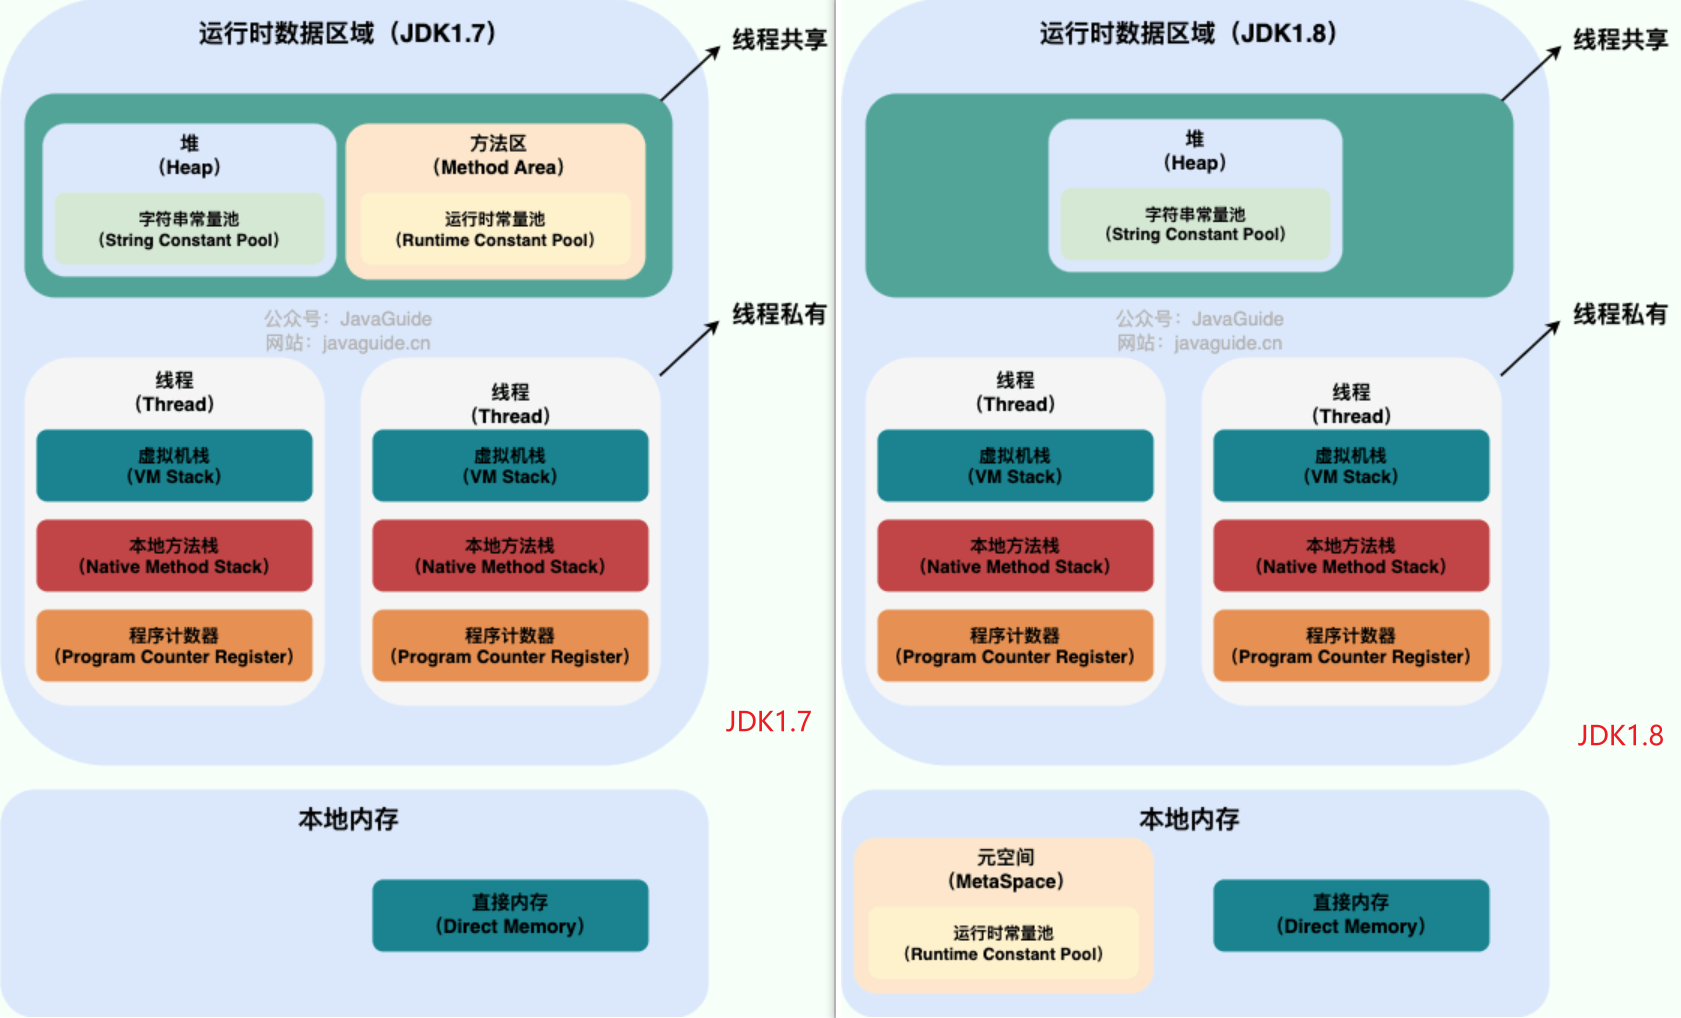 运行时数据区域（JDK1.7）
线程共享
堆
（Heap）
字符串常量池
（String Constant Pool）
方法区
（Method Area）
运行时常量池
（Runtime Constant Pool）
公众号：JavaGuide
网站：javaguide.cn
线程私有
线程
（Thread）
虚拟机栈
（VM Stack）
本地方法栈
（Native Method Stack）
程序计数器
（Program Counter Register）
线程
（Thread）
虚拟机栈
（VM Stack）
本地方法栈
（Native Method Stack）
程序计数器
（Program Counter Register）
JDK1.7
本地内存
直接内存
（Direct Memory）
运行时数据区域（JDK1.8）
线程共享
堆
（Heap）
字符串常量池
（String Constant Pool）
公众号：JavaGuide
网站：javaguide.cn
线程私有
线程
（Thread）
虚拟机栈
（VM Stack）
本地方法栈
（Native Method Stack）
程序计数器
（Program Counter Register）
线程
（Thread）
虚拟机栈
（VM Stack）
本地方法栈
（Native Method Stack）
程序计数器
（Program Counter Register）
JDK1.8
本地内存
元空间
（MetaSpace）
运行时常量池
（Runtime Constant Pool）
直接内存
（Direct Memory）